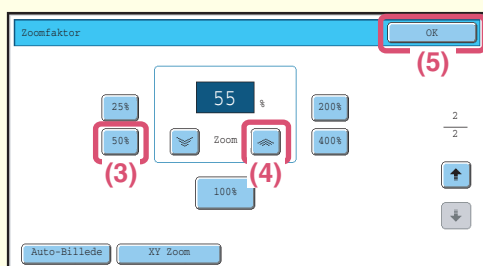 Zoomfaktor
OK
(5)
55 %
25%
200%
2
50%
Zoom
400%
2
(3)
(4)
100%
Auto-Billede
XY Zoom